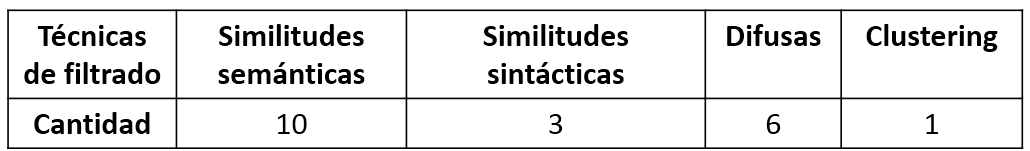 Técnicas
de filtrado
Similitudes
semánticas
Similitudes
sintácticas
Difusas
Clustering
Cantidad
10
3
6
1